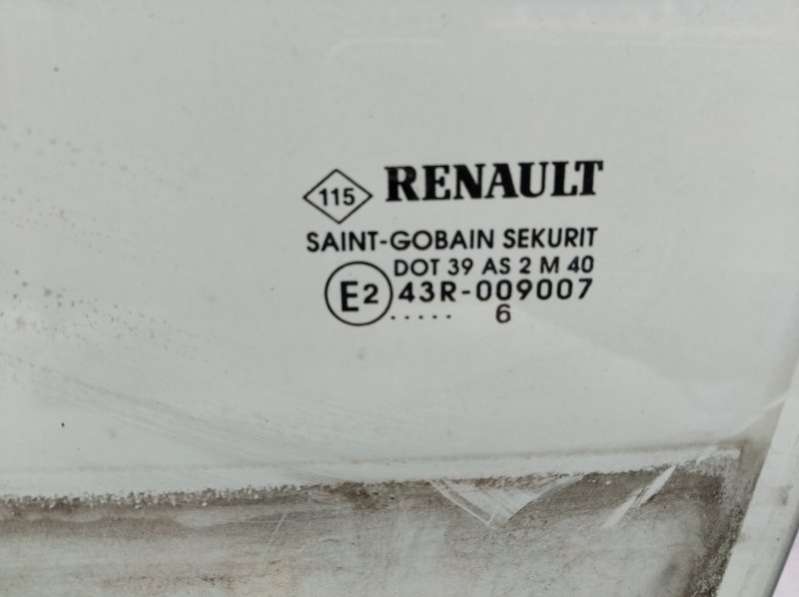 115 RENAULT
SAINT-GOBAIN SEKURIT
DOT 39 AS 2 M 40
E2 43R-009007
..... 6